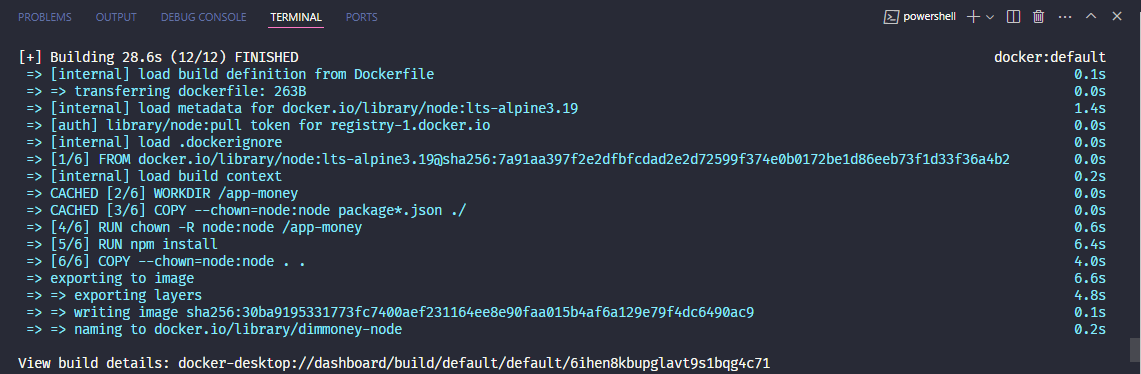 PROBLEMS OUTPUT DEBUG CONSOLE TERMINAL PORTS powershell
[+] Building 28.6s (12/12) FINISHED docker:default
=> [internal] load build definition from Dockerfile 0.1s
=> => transferring dockerfile: 263B 0.0s
=> [internal] load metadata for docker.io/library/node:lts-alpine3.19 1.4s
=> [auth] library/node:pull token for registry-1.docker.io 0.0s
=> [internal] load .dockerignore 0.0s
=> [1/6] FROM docker.io/library/node:lts-alpine3.19@sha256:7a91aa397f2e2dfbfcdad2e2d72599f374e0b0172be1d86eeb73f1d33f36a4b2 0.0s
=> [internal] load build context 0.2s
=> CACHED [2/6] WORKDIR /app-money 0.0s
=> CACHED [3/6] COPY --chown=node:node package*.json ./ 0.0s
=> [4/6] RUN chown -R node:node /app-money 0.6s
=> [5/6] RUN npm install 6.4s
=> [6/6] COPY --chown=node:node . . 4.0s
=> exporting to image 6.6s
=> => exporting layers 4.8s
=> => writing image sha256:30ba9195331773fc7400aef231164ee8e90faa015b4af6a129e79f4dc6490ac9 0.1s
=> => naming to docker.io/library/dimmoney-node 0.2s
View build details: docker-desktop://dashboard/build/default/default/6ihen8kbupglavt9s1bqg4c71